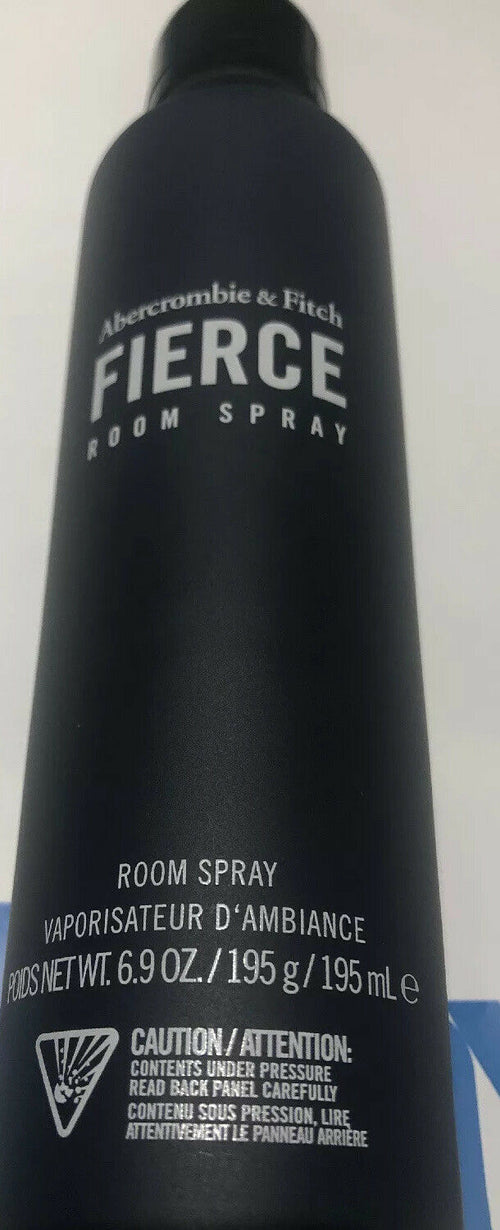 Abercrombie & Fitch
FIERCE
ROOM SPRAY
ROOM SPRAY
VAPORISATEUR D'AMBIANCE
POIDS NET WT. 6.9 OZ. / 195 g / 195 mL ℮
CAUTION / ATTENTION:
CONTENTS UNDER PRESSURE
READ BACK PANEL CAREFULLY
CONTENU SOUS PRESSION, LIRE
ATTENTIVEMENT LE PANNEAU ARRIÈRE